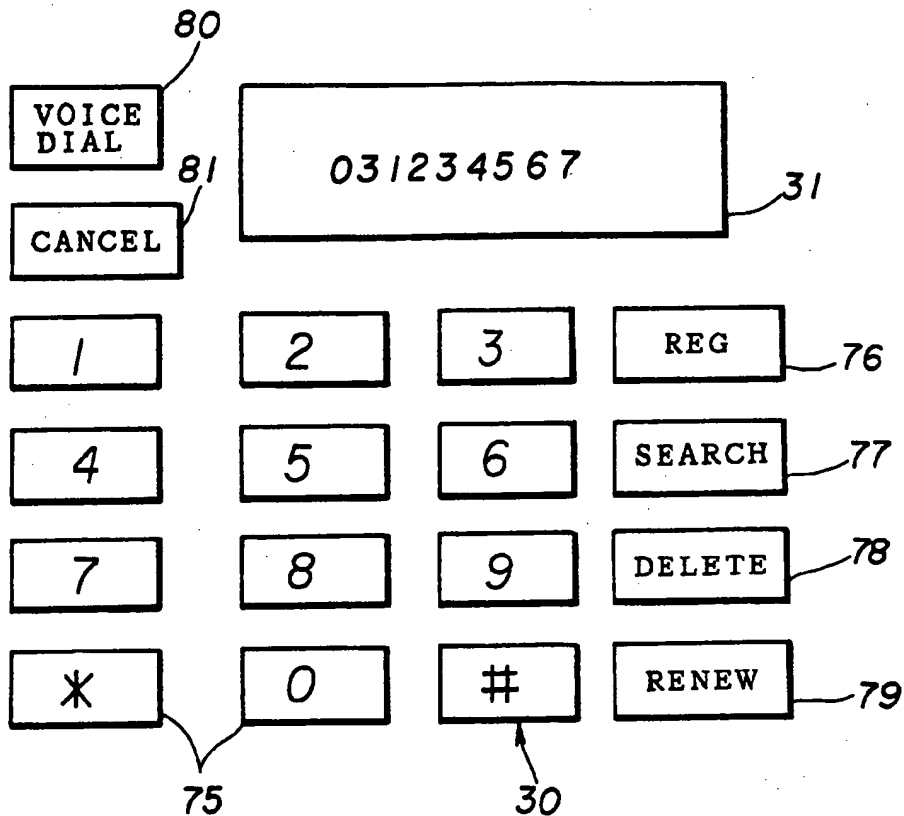 80
VOICE
DIAL
031234567
81
31
CANCEL
1 2 3 REG
76
4 5 6 SEARCH
77
7 8 9 DELETE
78
* 0 # RENEW
79
75 30